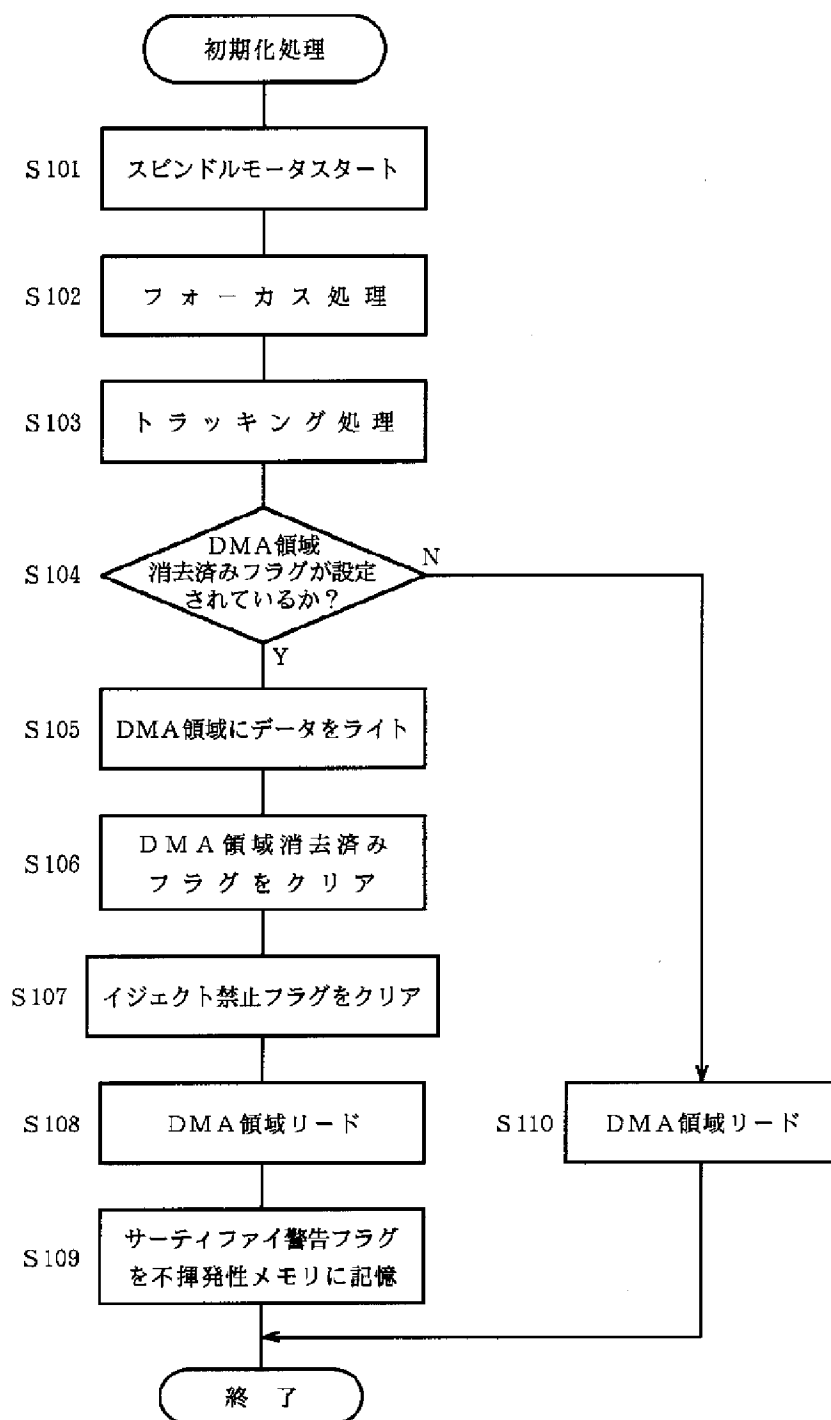 初期化処理
S101
スピンドルモータスタート
S102
フォーカス処理
S103
トラッキング処理
S104
DMA領域
消去済みフラグが設定
されているか？
N
Y
S105
DMA領域にデータをライト
S106
DMA領域消去済み
フラグをクリア
S107
イジェクト禁止フラグをクリア
S108
DMA領域リード
S110
DMA領域リード
S109
サーティファイ警告フラグ
を不揮発性メモリに記憶
終了